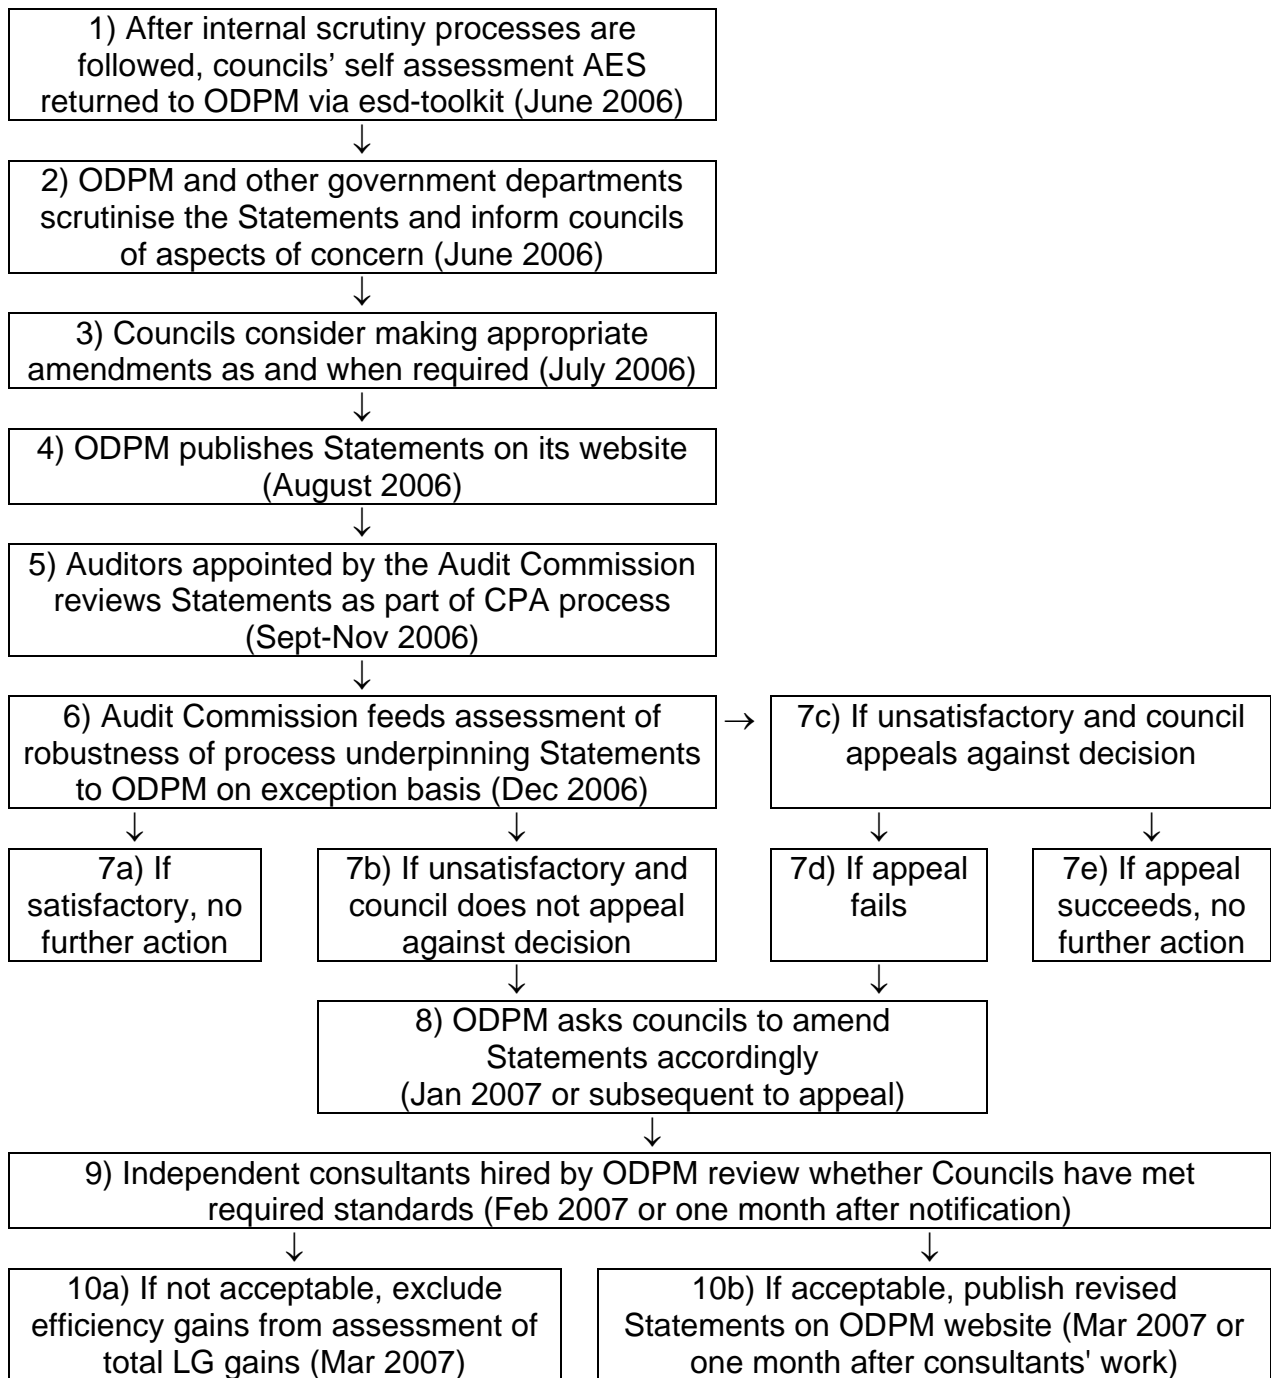 1) After internal scrutiny processes are
followed, councils’ self assessment AES
returned to ODPM via esd-toolkit (June 2006)
↓
2) ODPM and other government departments
scrutinise the Statements and inform councils
of aspects of concern (June 2006)
↓
3) Councils consider making appropriate
amendments as and when required (July 2006)
↓
4) ODPM publishes Statements on its website
(August 2006)
↓
5) Auditors appointed by the Audit Commission
reviews Statements as part of CPA process
(Sept-Nov 2006)
↓
6) Audit Commission feeds assessment of
robustness of process underpinning Statements
to ODPM on exception basis (Dec 2006)
→
7c) If unsatisfactory and council
appeals against decision
↓ ↓ ↓ ↓
7a) If
satisfactory, no
further action
7b) If unsatisfactory and
council does not appeal
against decision
7d) If appeal
fails
7e) If appeal
succeeds, no
further action
↓ ↓
8) ODPM asks councils to amend
Statements accordingly
(Jan 2007 or subsequent to appeal)
↓
9) Independent consultants hired by ODPM review whether Councils have met
required standards (Feb 2007 or one month after notification)
↓ ↓
10a) If not acceptable, exclude
efficiency gains from assessment of
total LG gains (Mar 2007)
10b) If acceptable, publish revised
Statements on ODPM website (Mar 2007 or
one month after consultants' work)